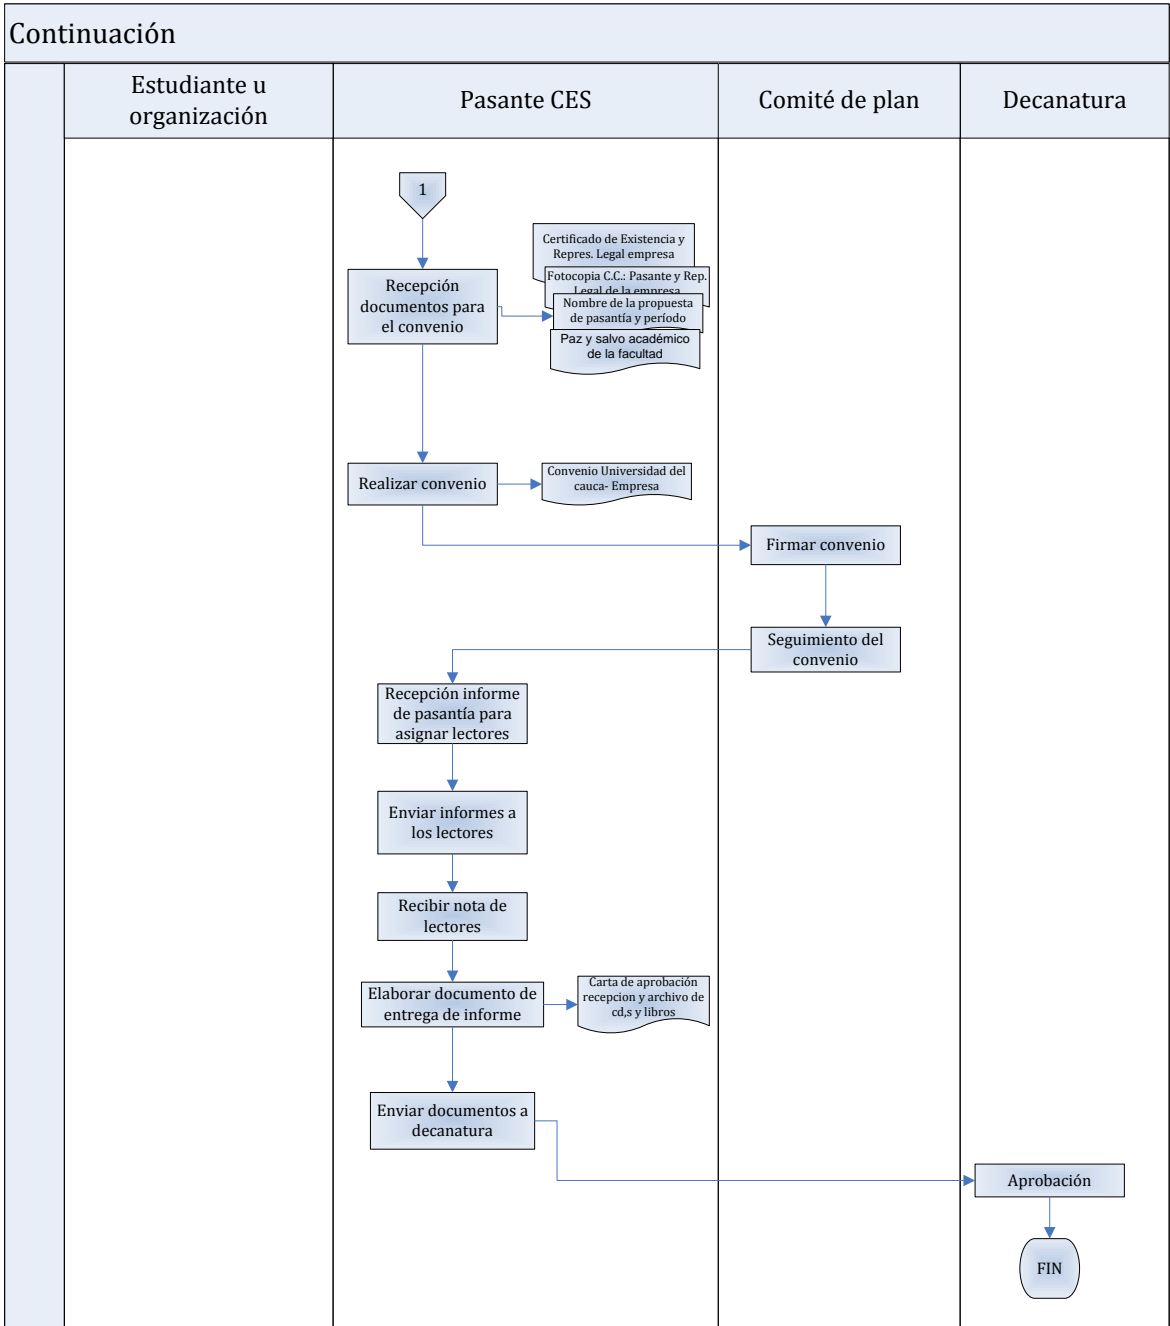 Continuación
Estudiante u
organización
Pasante CES
Comité de plan
Decanatura
1
Certificado de Existencia y
Repres. Legal empresa
Fotocopia C.C.: Pasante y Rep.
Legal de la empresa
Nombre de la propuesta
de pasantía y período
Paz y salvo académico
de la facultad
Recepción
documentos para
el convenio
Realizar convenio
Convenio Universidad del
cauca- Empresa
Firmar convenio
Seguimiento del
convenio
Recepción informe
de pasantía para
asignar lectores
Enviar informes a
los lectores
Recibir nota de
lectores
Elaborar documento de
entrega de informe
Carta de aprobación
recepcion y archivo de
cd,s y libros
Enviar documentos a
decanatura
Aprobación
FIN